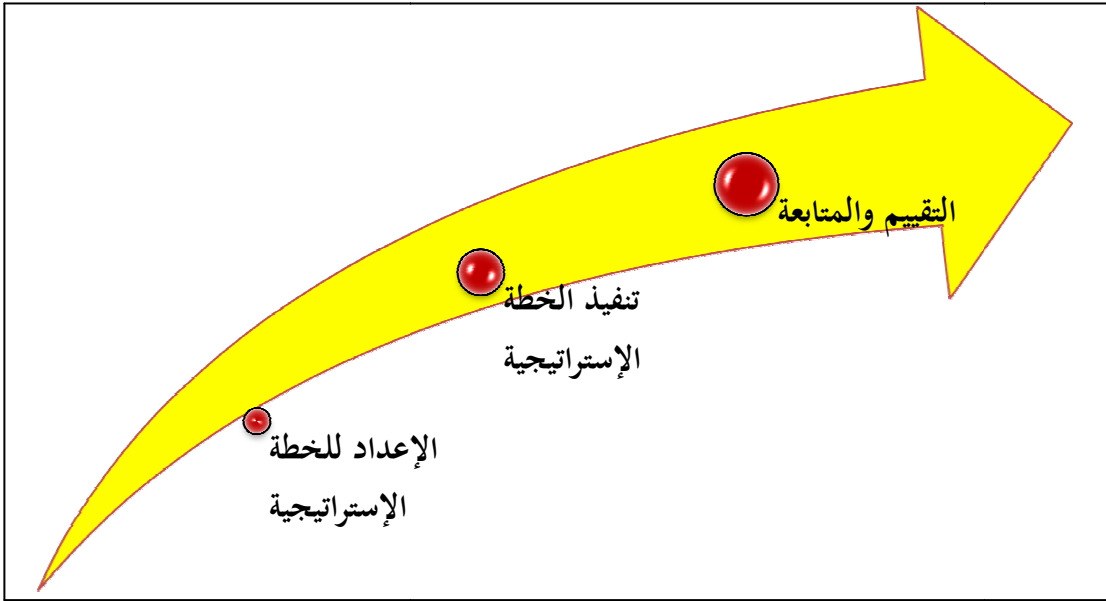 التقييم والمتابعة
تنفيذ الخطة
الإستراتيجية
الإعداد للخطة
الإستراتيجية